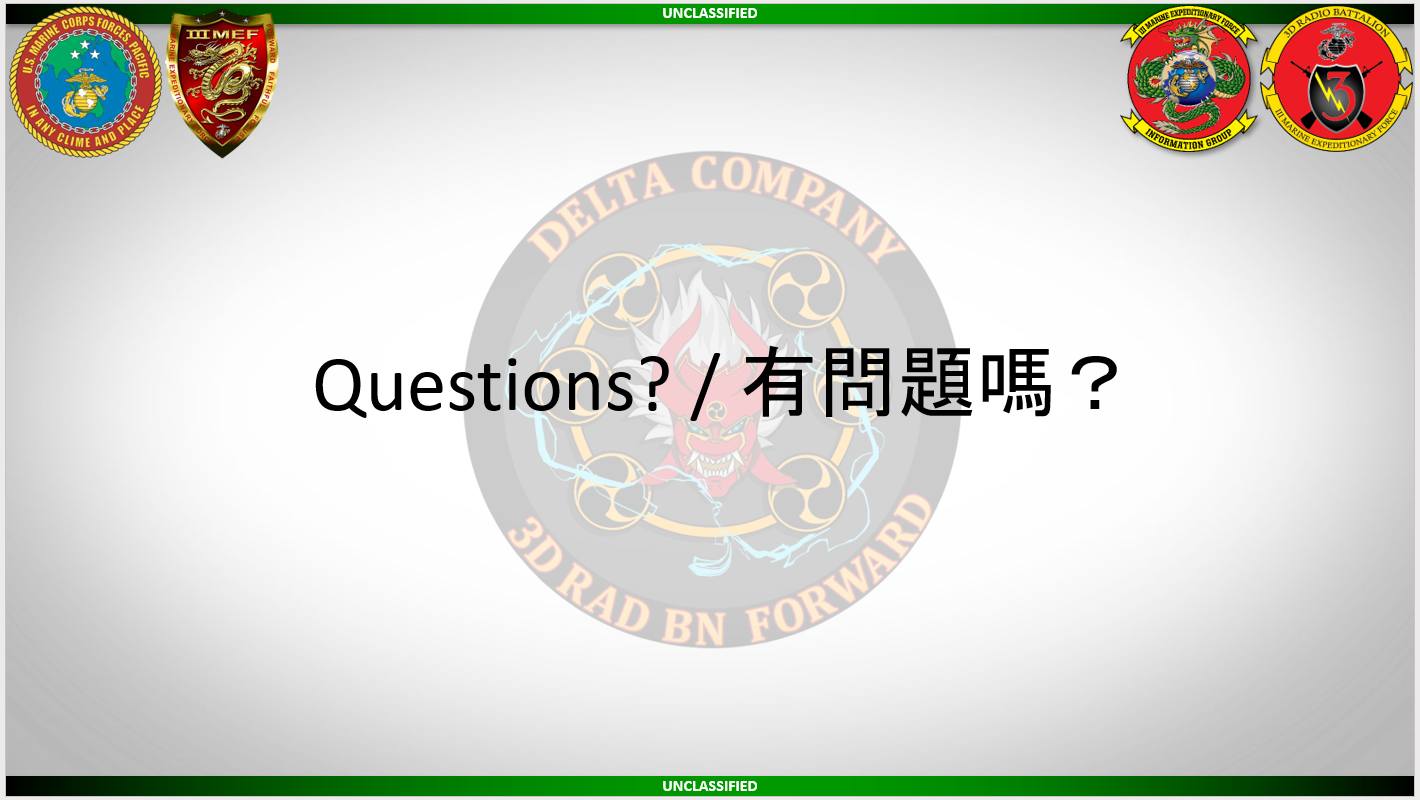 UNCLASSIFIED
U.S. MARINE CORPS FORCES PACIFIC
IN ANY CLIME AND PLACE
III MEF
FORWARD FAITHFUL
MARINE EXPEDITIONARY
III MARINE EXPEDITIONARY FORCE
INFORMATION GROUP
3D RADIO BATTALION
3
III MARINE EXPEDITIONARY FORCE
DELTA COMPANY
Questions? / 有問題嗎？
3D RAD BN FORWARD
UNCLASSIFIED